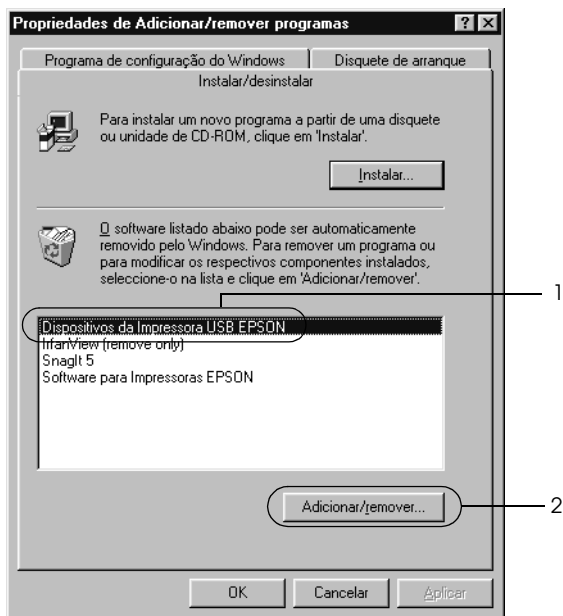 Propriedades de Adicionar/remover programas
Programa de configuração do Windows
Disquete de arranque
Instalar/desinstalar
Para instalar um novo programa a partir de uma disquete
ou unidade de CD-ROM, clique em 'Instalar'.
Instalar...
O software listado abaixo pode ser automaticamente
removido pelo Windows. Para remover um programa ou
para modificar os respectivos componentes instalados,
seleccione-o na lista e clique em 'Adicionar/remover'.
1
Dispositivos da Impressora USB EPSON
IrfanView (remove only)
SnagIt 5
Software para Impressoras EPSON
Adicionar/remover...
2
OK
Cancelar
Aplicar